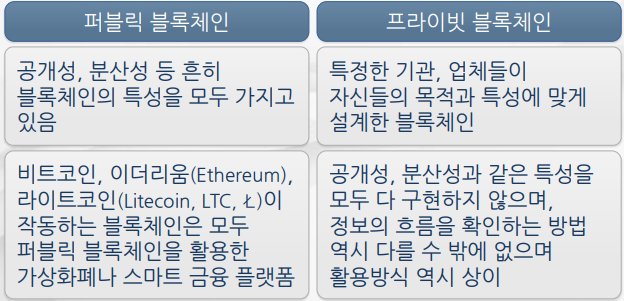 퍼블릭 블록체인
프라이빗 블록체인
공개성, 분산성 등 흔히
블록체인의 특성을 모두 가지고
있음
특정한 기관, 업체들이
자신들의 목적과 특성에 맞게
설계한 블록체인
비트코인, 이더리움(Ethereum),
라이트코인(Litecoin, LTC, Ł)이
작동하는 블록체인은 모두
퍼블릭 블록체인을 활용한
가상화폐나 스마트 금융 플랫폼
공개성, 분산성과 같은 특성을
모두 다 구현하지 않으며,
정보의 흐름을 확인하는 방법
역시 다를 수 밖에 없으며
활용방식 역시 상이